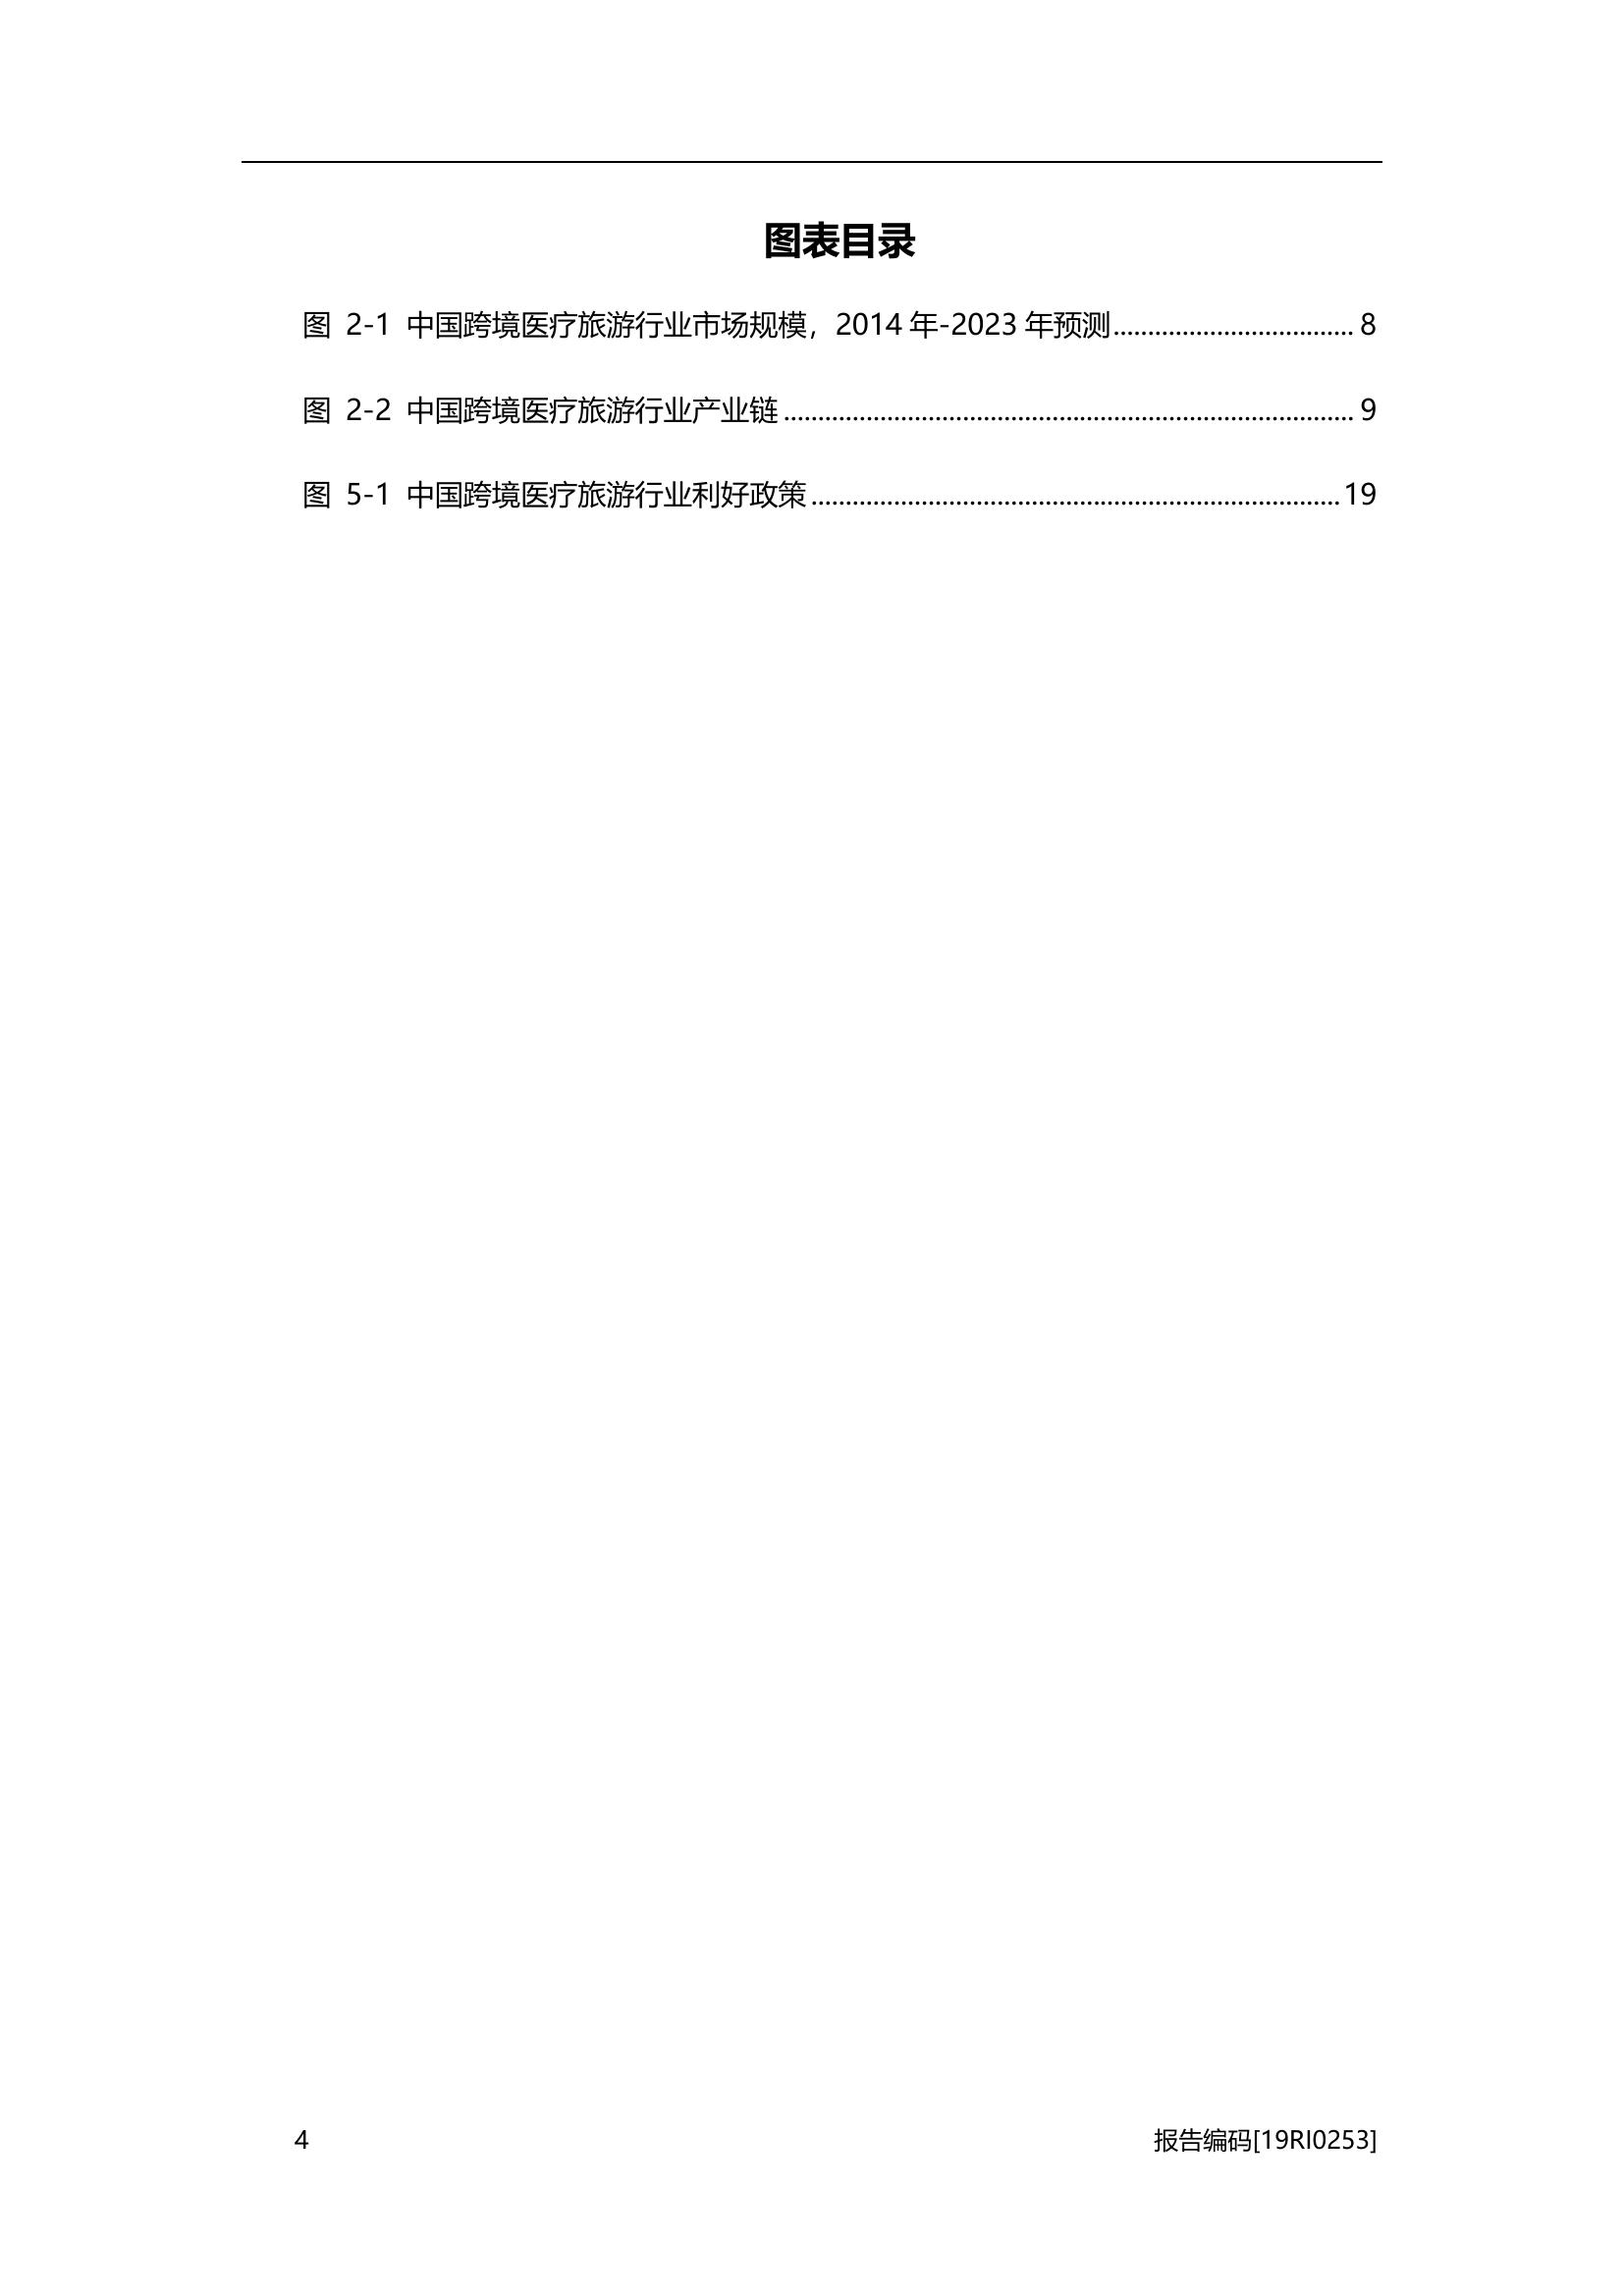 图表目录
图 2-1 中国跨境医疗旅游行业市场规模，2014 年-2023 年预测................................... 8
图 2-2 中国跨境医疗旅游行业产业链................................................................................... 9
图 5-1 中国跨境医疗旅游行业利好政策.............................................................................19
4 报告编码[19RI0253]